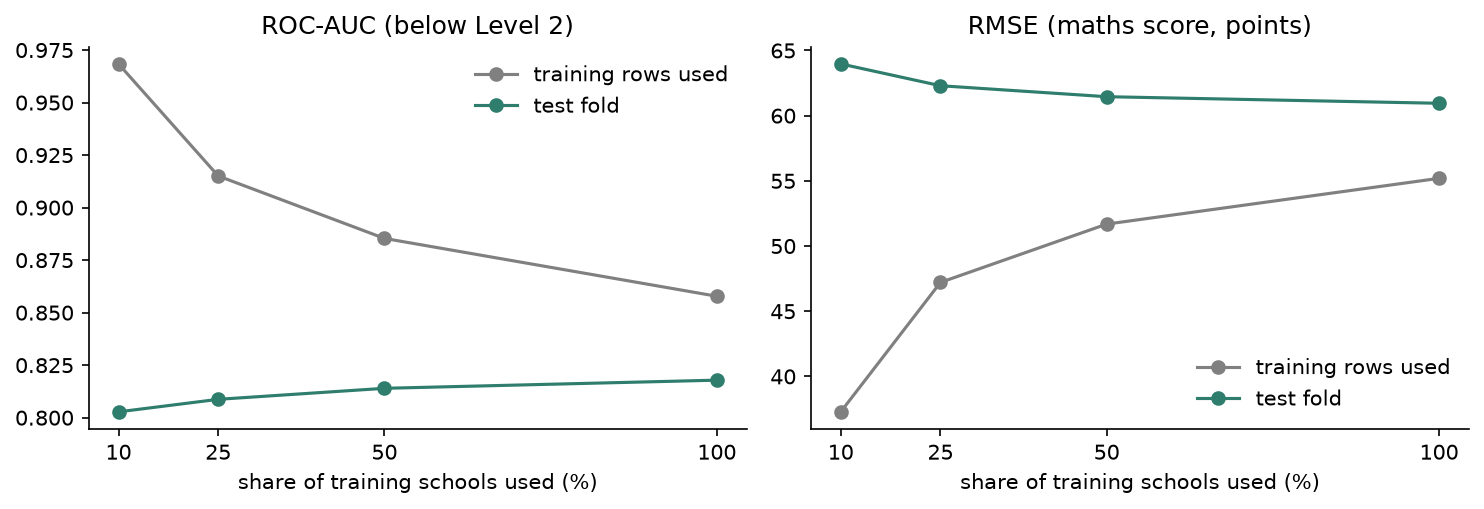 ROC-AUC (below Level 2)
0.975
0.950
0.925
0.900
0.875
0.850
0.825
0.800
training rows used
test fold
10 25 50 100
share of training schools used (%)
RMSE (maths score, points)
65
60
55
50
45
40
training rows used
test fold
10 25 50 100
share of training schools used (%)